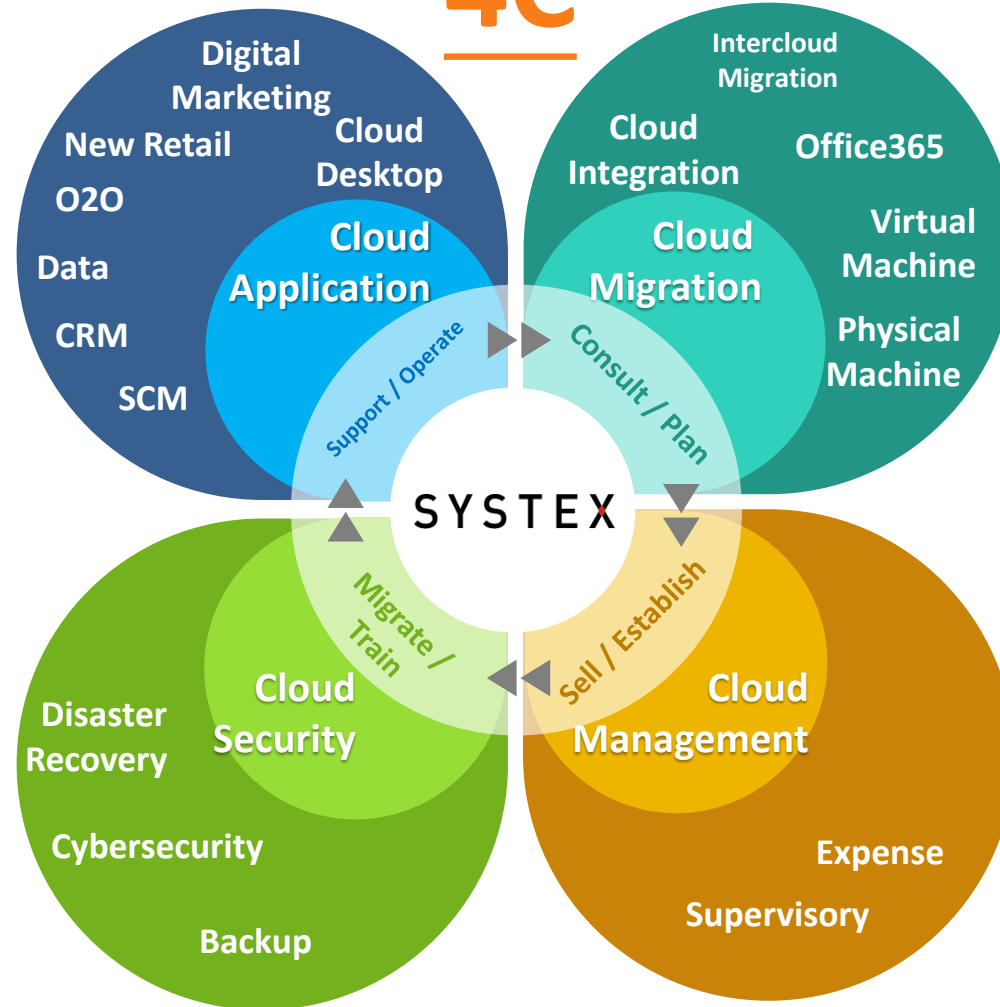 4C
Digital
Marketing
New Retail
Cloud
Desktop
O2O
Data
CRM
SCM
Cloud
Application
Support / Operate
Intercloud
Migration
Cloud
Integration
Office365
Virtual
Machine
Physical
Machine
Cloud
Migration
Consult / Plan
SYSTEX
Migrate /
Train
Cloud
Security
Disaster
Recovery
Cybersecurity
Backup
Sell / Establish
Cloud
Management
Expense
Supervisory